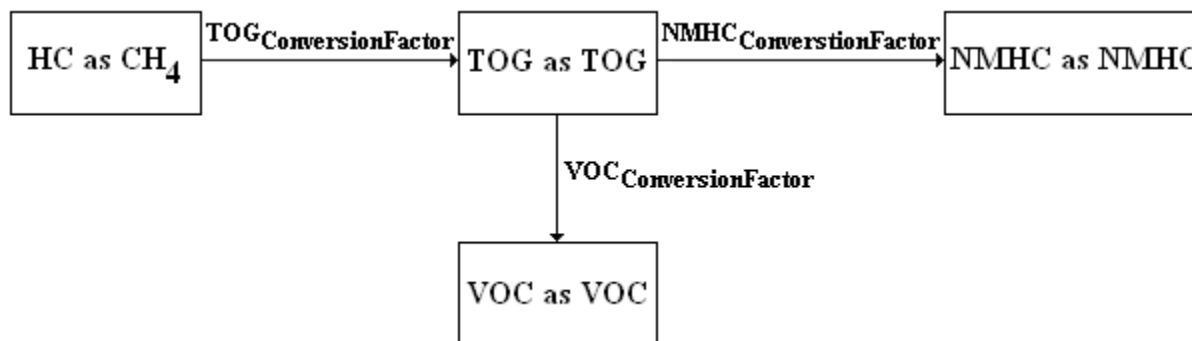 HC as CH4
TOGConversionFactor
TOG as TOG
NMHCConverstionFactor
NMHC as NMHC
VOCConversionFactor
VOC as VOC